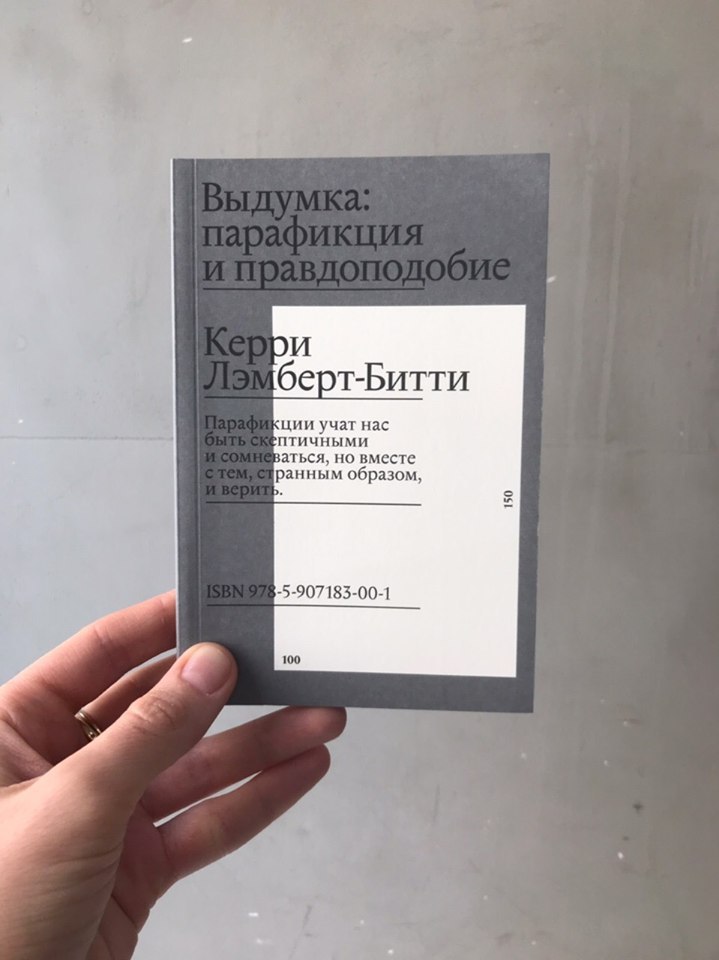 Выдумка:
парафикция
и правдоподобие
Керри
Лэмберт-Битти
Парафикции учат нас
быть скептичными
и сомневаться, но вместе
с тем, странным образом,
и верить.
150
ISBN 978-5-907183-00-1
100